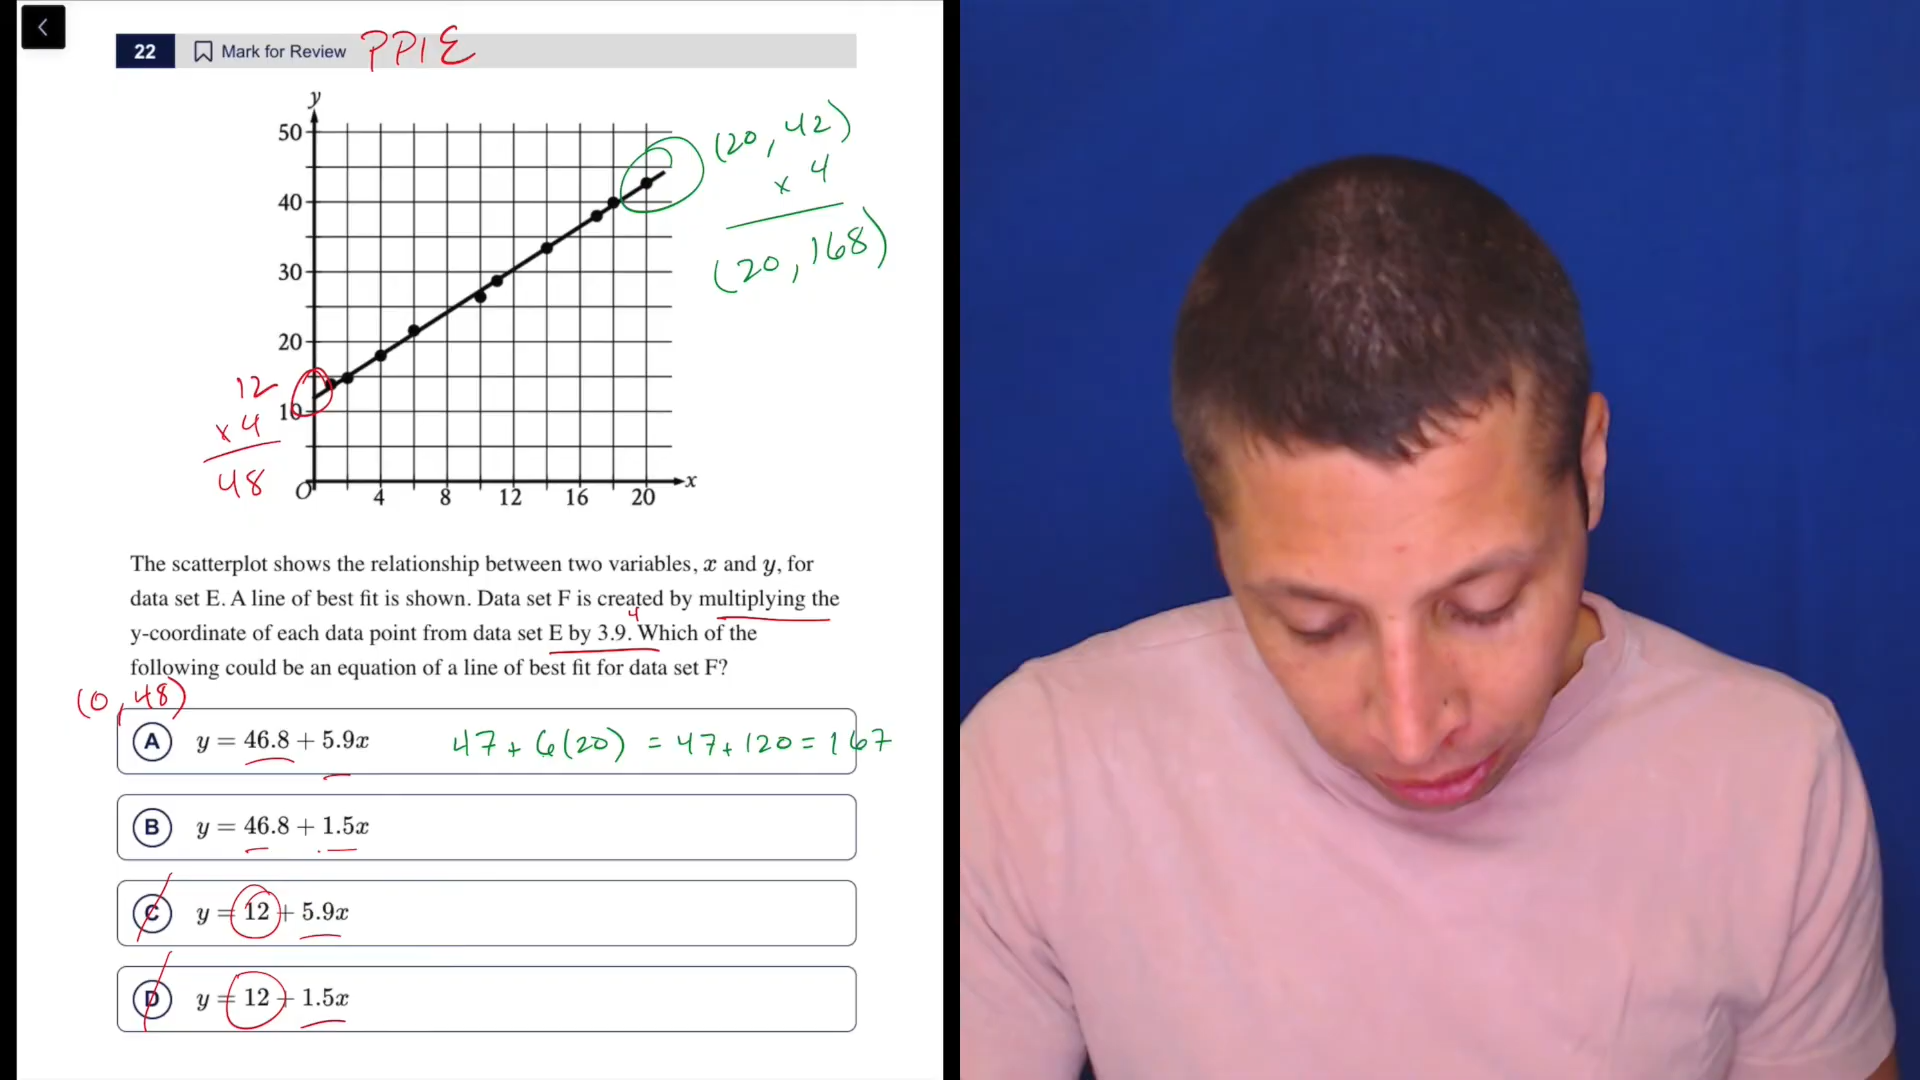 22 Mark for Review PPIE
y
50
40
30
20
10
O 4 8 12 16 20 x
(20, 42)
x 4
(20, 168)
12
x 4
48
The scatterplot shows the relationship between two variables, x and y, for
data set E. A line of best fit is shown. Data set F is created by multiplying the
4
y-coordinate of each data point from data set E by 3.9. Which of the
following could be an equation of a line of best fit for data set F?
(0, 48)
A y = 46.8 + 5.9x 47 + 6(20) = 47 + 120 = 167
B y = 46.8 + 1.5x
C y = 12 + 5.9x
D y = 12 + 1.5x